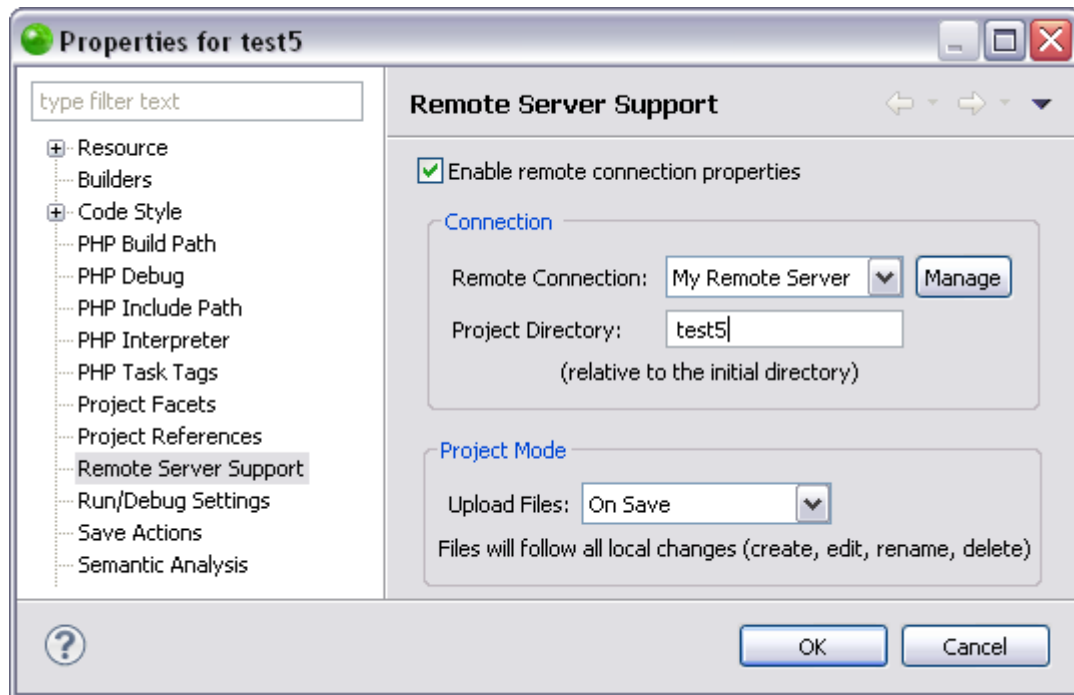 Properties for test5
type filter text
Resource
Builders
Code Style
PHP Build Path
PHP Debug
PHP Include Path
PHP Interpreter
PHP Task Tags
Project Facets
Project References
Remote Server Support
Run/Debug Settings
Save Actions
Semantic Analysis
Remote Server Support
Enable remote connection properties
Connection
Remote Connection: My Remote Server Manage
Project Directory: test5
(relative to the initial directory)
Project Mode
Upload Files: On Save
Files will follow all local changes (create, edit, rename, delete)
? OK Cancel